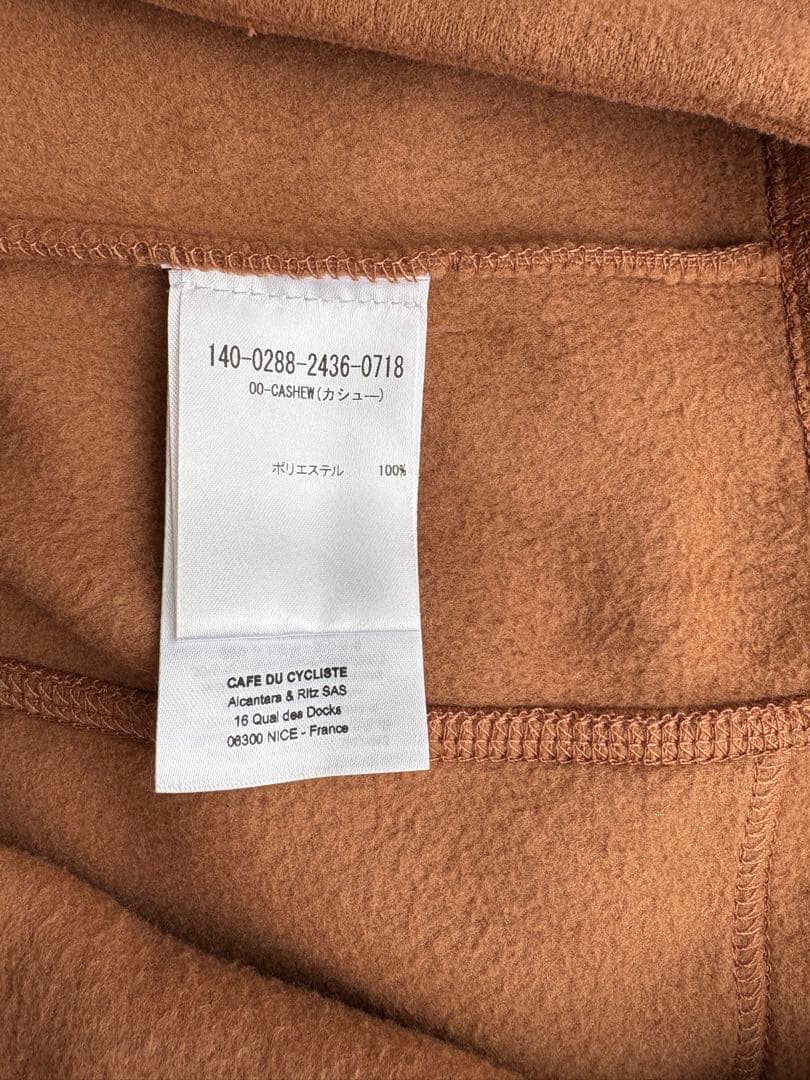 140-0288-2436-0718
00-CASHEW(カシュー)
ポリエステル 100%
CAFE DU CYCLISTE
Alcantara & Ritz SAS
16 Quai des Docks
06300 NICE - France